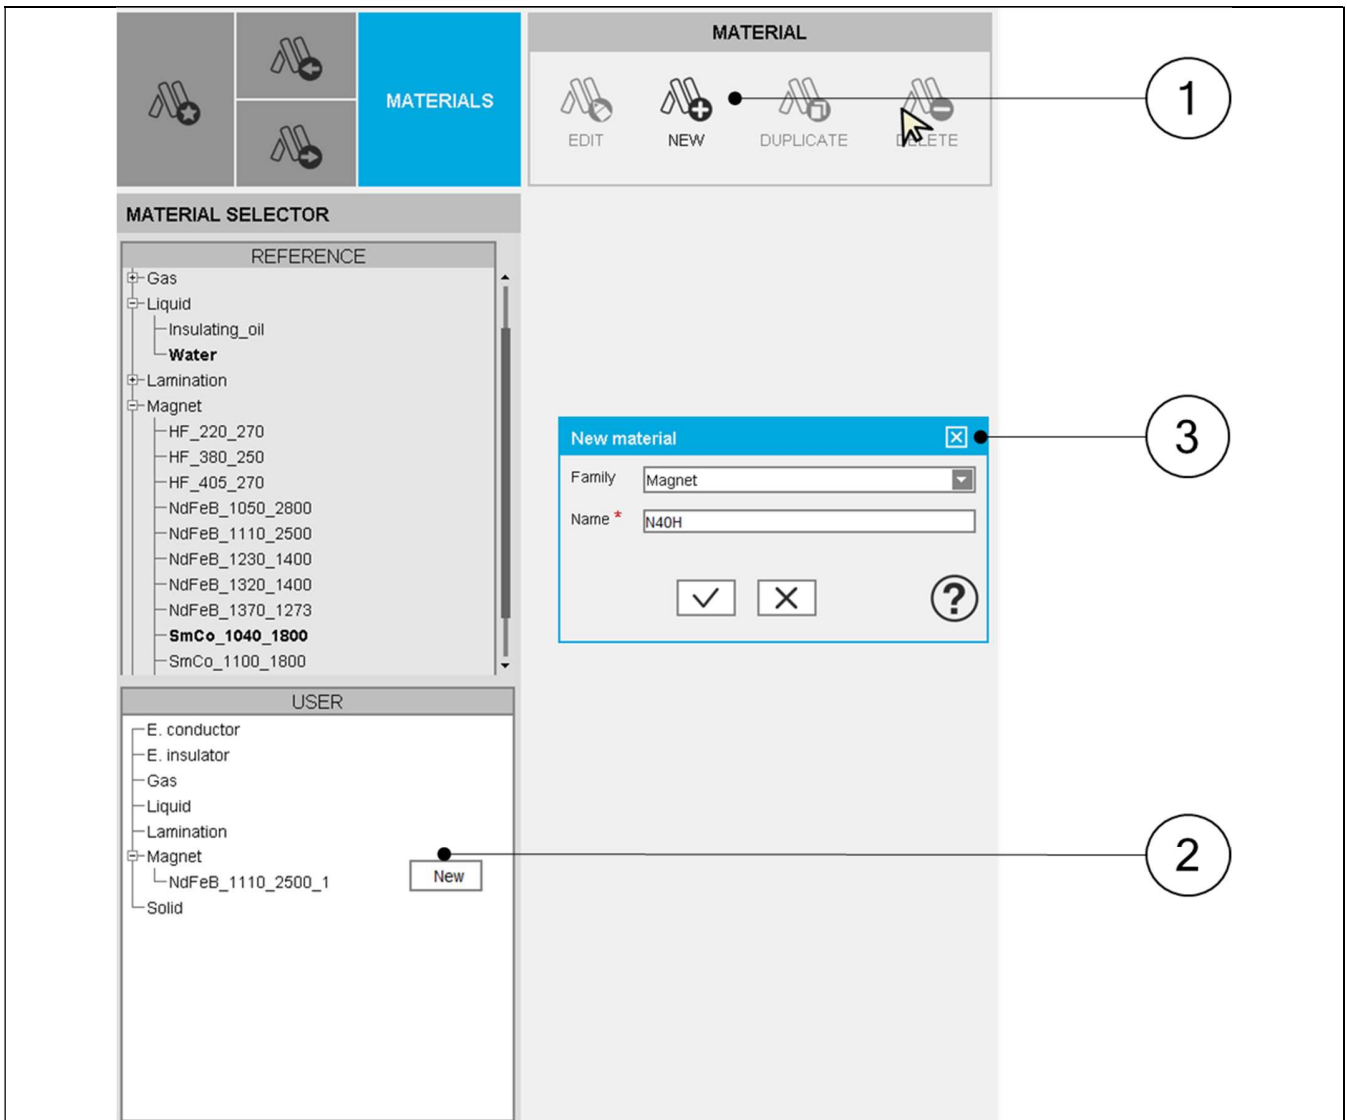 MATERIALS
MATERIAL
EDIT NEW DUPLICATE DELETE
1
MATERIAL SELECTOR
REFERENCE
Gas
Liquid
Insulating_oil
Water
Lamination
Magnet
HF_220_270
HF_380_250
HF_405_270
NdFeB_1050_2800
NdFeB_1110_2500
NdFeB_1230_1400
NdFeB_1320_1400
NdFeB_1370_1273
SmCo_1040_1800
SmCo_1100_1800
New material
3
Family Magnet
Name * N40H
?
USER
E. conductor
E. insulator
Gas
Liquid
Lamination
Magnet
NdFeB_1110_2500_1
Solid
New
2